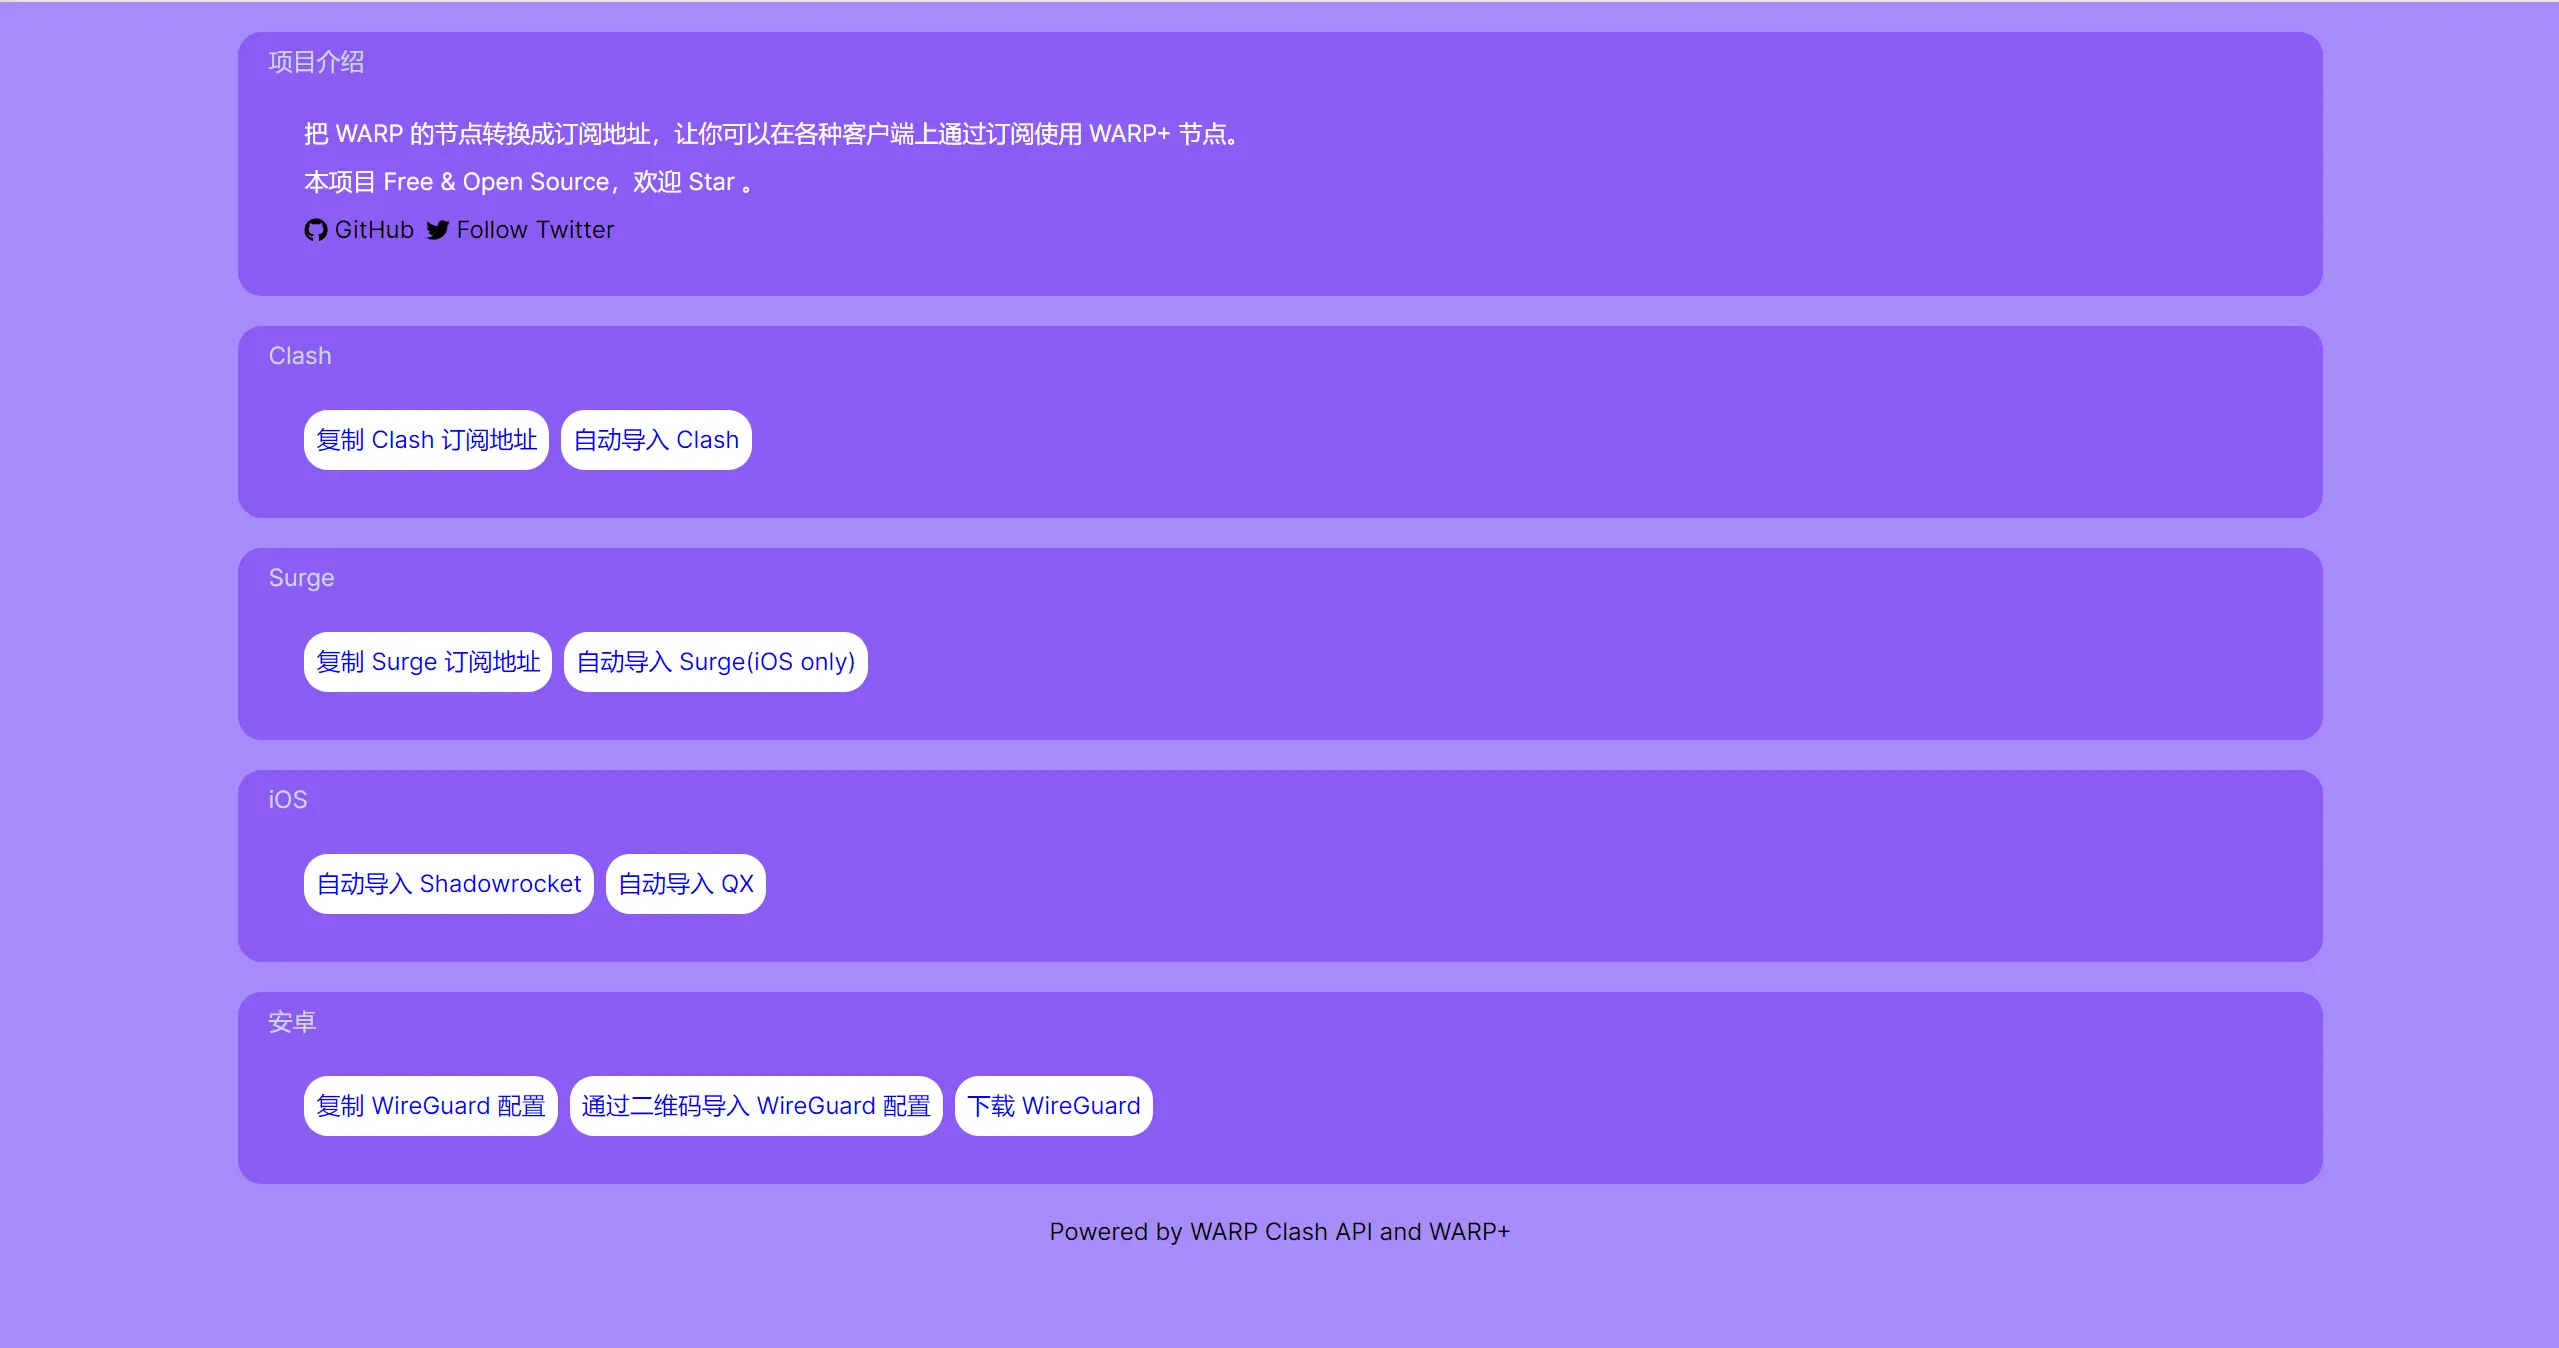 项目介绍
把 WARP 的节点转换成订阅地址，让你可以在各种客户端上通过订阅使用 WARP+ 节点。
本项目 Free & Open Source，欢迎 Star 。
GitHub Follow Twitter
Clash
复制 Clash 订阅地址 自动导入 Clash
Surge
复制 Surge 订阅地址 自动导入 Surge(iOS only)
iOS
自动导入 Shadowrocket 自动导入 QX
安卓
复制 WireGuard 配置 通过二维码导入 WireGuard 配置 下载 WireGuard
Powered by WARP Clash API and WARP+